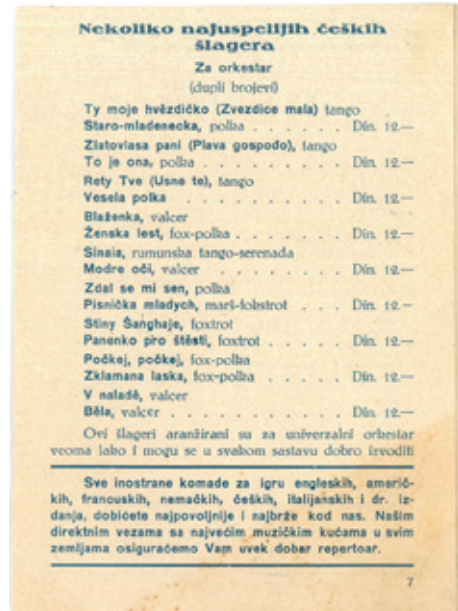 Nekoliko najuspelijih čeških
šlagera
Za orkestar
(dupli brojevi)
Ty moje hvězdičko (Zvezdice mala) tango
Staro-mladenecka, polka . . . . . . Din. 12.—
Zlatovlasa pani (Plava gospodo), tango
To je ona, polka . . . . . . . . . Din. 12.—
Rety Tve (Usne te), tango
Vesela polka . . . . . . . . . Din. 12.—
Blaženka, valcer
Ženska lest, fox-polka . . . . . . . Din. 12.—
Sinaia, rumunska tango-serenada
Modre oči, valcer . . . . . . . . Din. 12.—
Zdal se mi sen, polka
Pisnička mladych, marš-fokstrot . . . . Din. 12.—
Stiny Šanghaje, foxtrot
Panenko pro štěsti, foxtrot . . . . . Din. 12.—
Počkej, počkej, fox-polka
Zklamana laska, fox-polka . . . . . Din. 12.—
V naladě, valcer
Běla, valcer . . . . . . . . . . Din. 12.—
Ovi šlageri aranžirani su za univerzalni orkestar
veoma lako i mogu se u svakom sastavu dobro izvoditi
Sve inostrane komade za igru engleskih, američ-
kih, francuskih, nemačkih, čeških, italijanskih i dr. iz-
danja, dobićete najpovoljnije i najbrže kod nas. Našim
direktnim vezama sa najvećim muzičkim kućama u svim
zemljama osiguraćemo Vam uvek dobar repertoar.
7